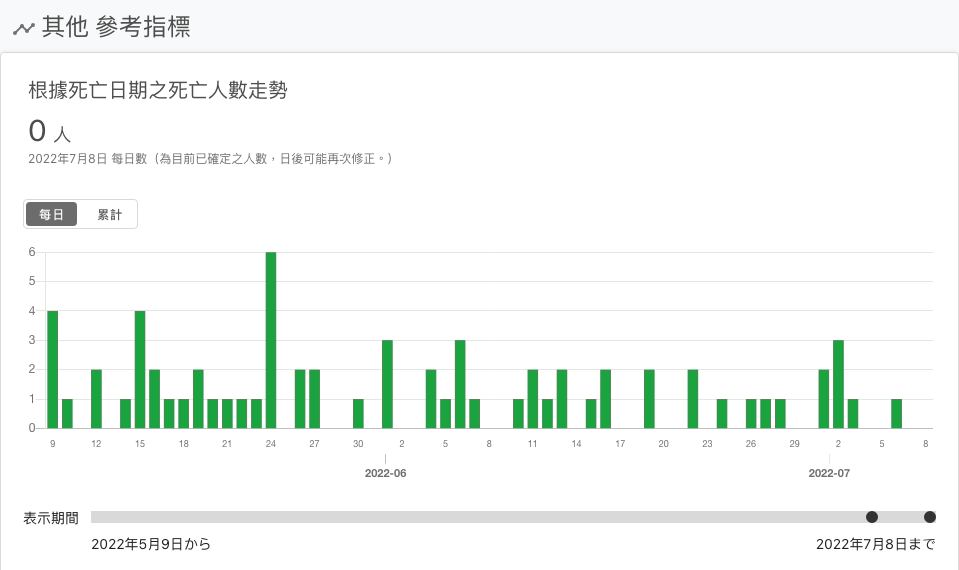 其他 參考指標
根據死亡日期之死亡人數走勢
0 人
2022年7月8日 每日數（為目前已確定之人數，日後可能再次修正。）
每日 累計
6
5
4
3
2
1
0
9 12 15 18 21 24 27 30 2 5 8 11 14 17 20 23 26 29 2 5 8
2022-06 2022-07
表示期間
2022年5月9日から 2022年7月8日まで